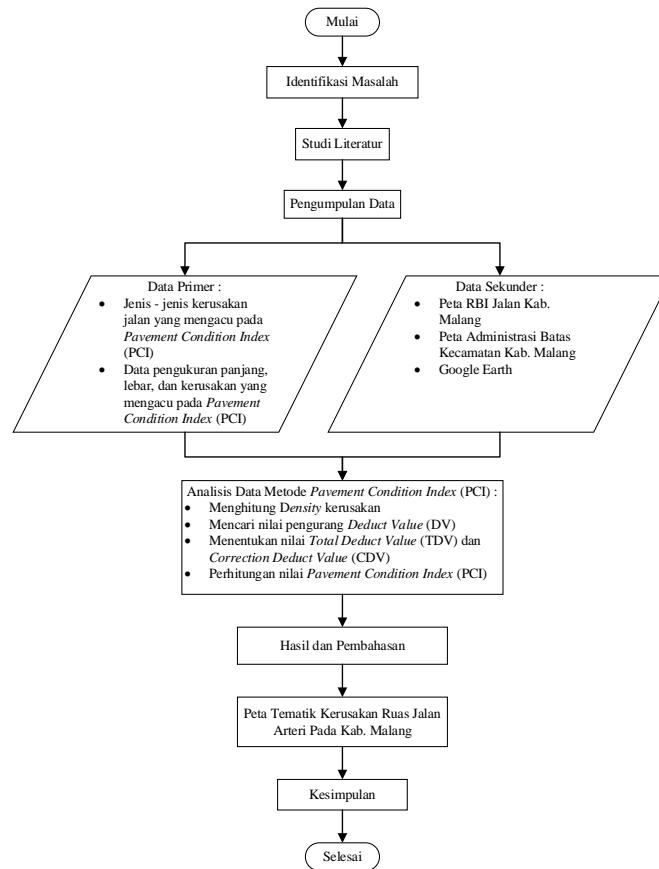 Mulai
Identifikasi Masalah
Studi Literatur
Pengumpulan Data
Data Primer :
• Jenis - jenis kerusakan
jalan yang mengacu pada
Pavement Condition Index
(PCI)
• Data pengukuran panjang,
lebar, dan kerusakan yang
mengacu pada Pavement
Condition Index (PCI)
Data Sekunder :
• Peta RBI Jalan Kab.
Malang
• Peta Administrasi Batas
Kecamatan Kab. Malang
• Google Earth
Analisis Data Metode Pavement Condition Index (PCI) :
• Menghitung Density kerusakan
• Mencari nilai pengurang Deduct Value (DV)
• Menentukan nilai Total Deduct Value (TDV) dan
Correction Deduct Value (CDV)
• Perhitungan nilai Pavement Condition Index (PCI)
Hasil dan Pembahasan
Peta Tematik Kerusakan Ruas Jalan
Arteri Pada Kab. Malang
Kesimpulan
Selesai